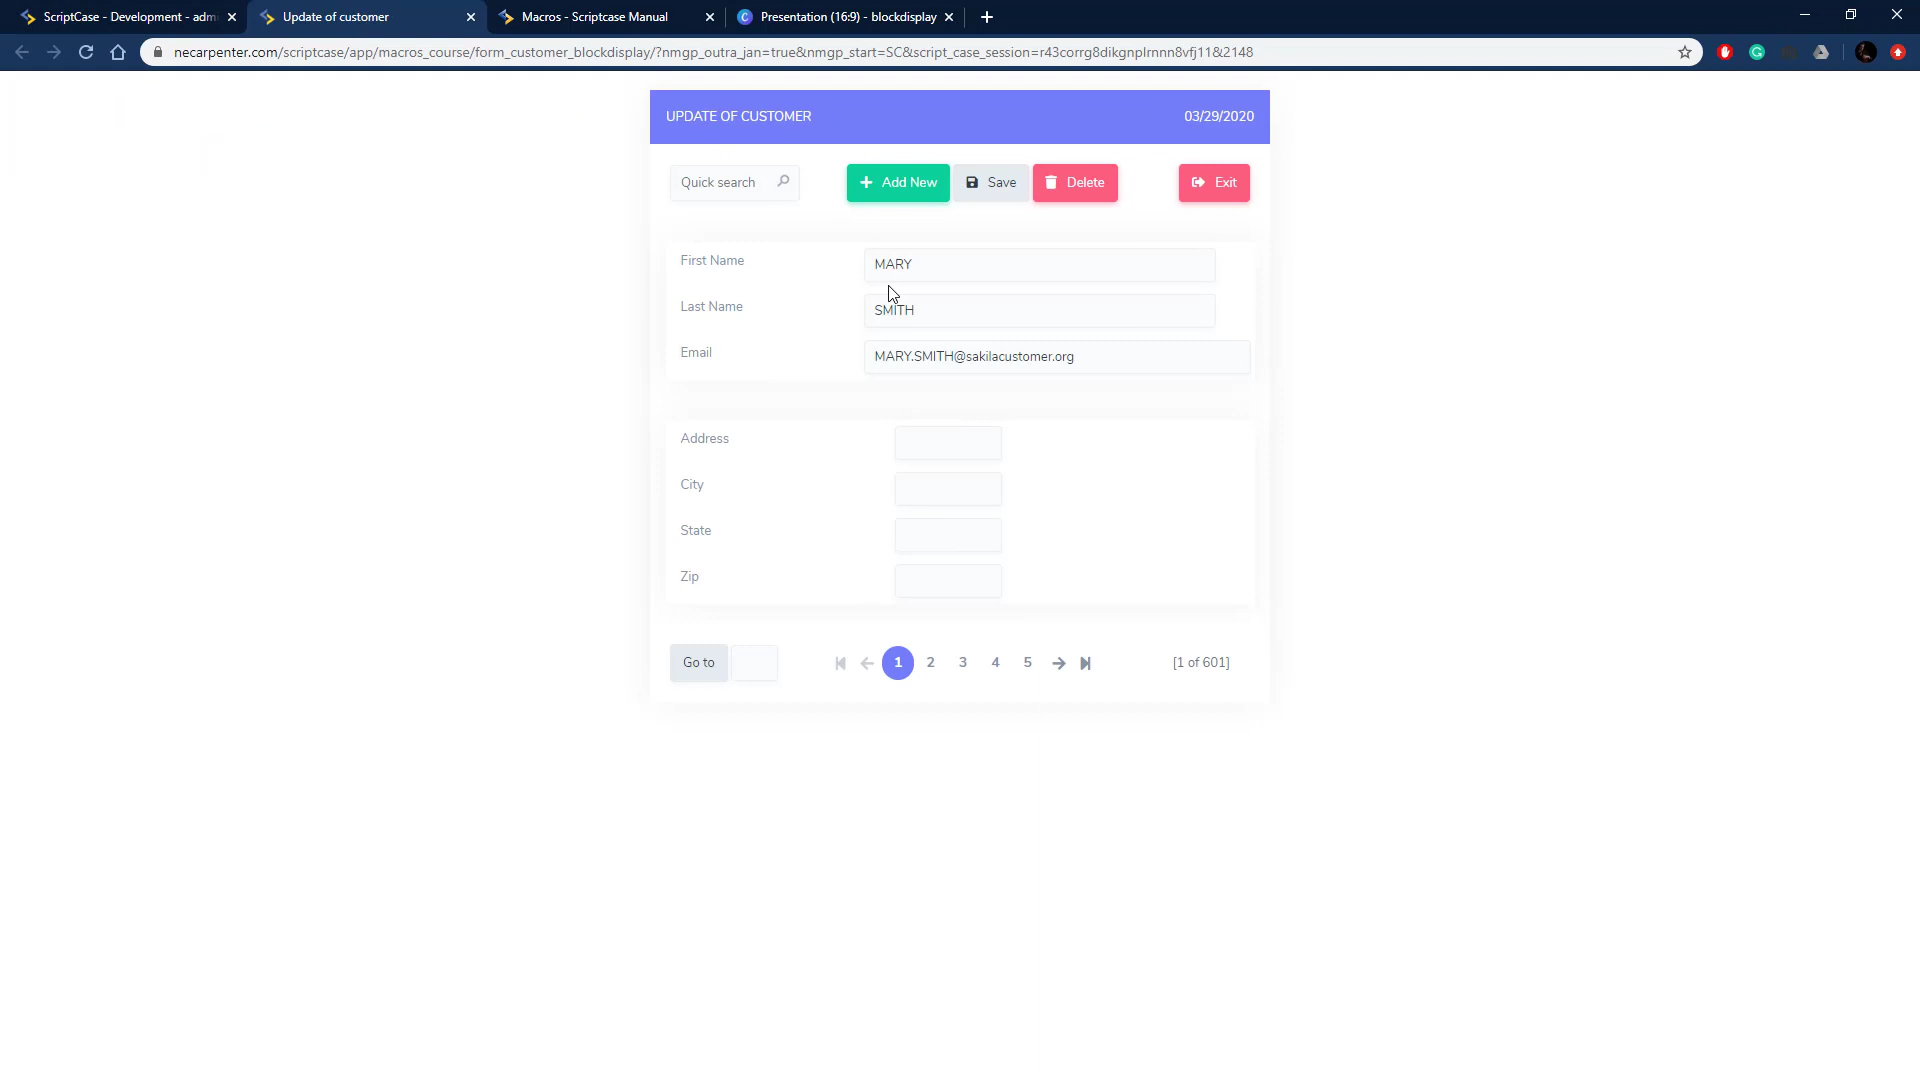 ScriptCase - Development - adm
Update of customer
Macros - Scriptcase Manual
Presentation (16:9) - blockdisplay
necarpenter.com/scriptcase/app/macros_course/form_customer_blockdisplay/?nmgp_outra_jan=true&nmgp_start=SC&script_case_session=r43corrg8dikgnplrnnn8vfj11&2148
UPDATE OF CUSTOMER 03/29/2020
Quick search Add New Save Delete Exit
First Name MARY
Last Name SMITH
Email MARY.SMITH@sakilacustomer.org
Address
City
State
Zip
Go to 1 2 3 4 5 [1 of 601]